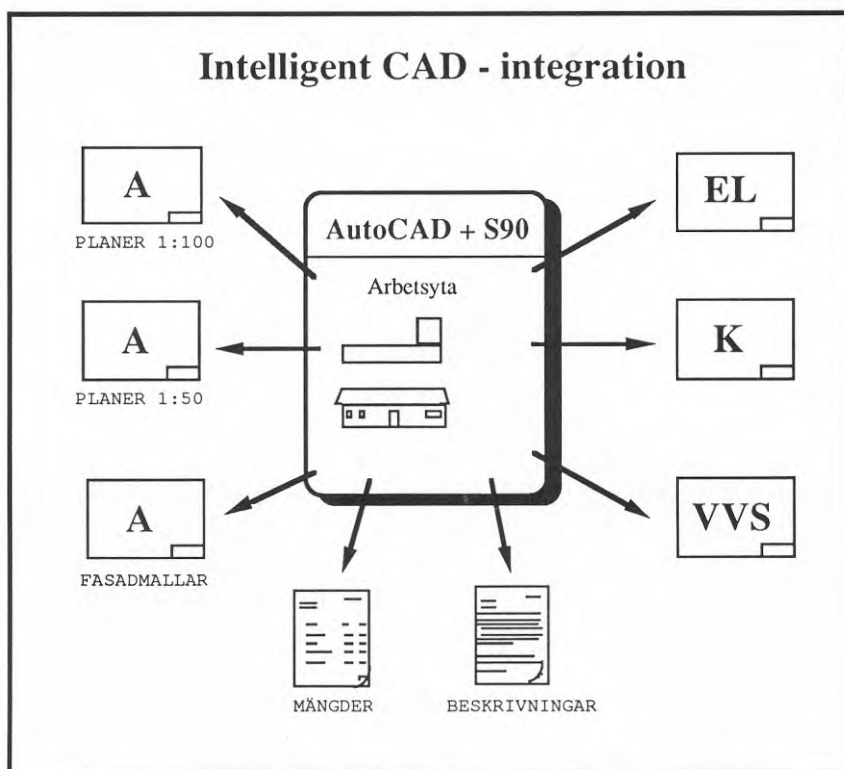 Intelligent CAD - integration
A
PLANER 1:100
A
PLANER 1:50
A
FASADMALLAR
AutoCAD + S90
Arbetsyta
EL
K
VVS
MÄNGDER
BESKRIVNINGAR